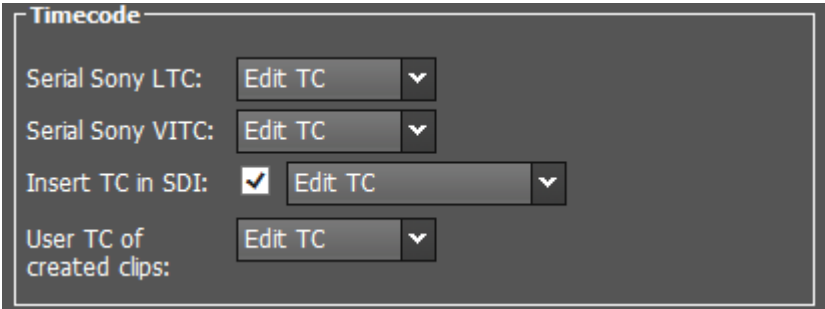 Timecode
Serial Sony LTC: Edit TC
Serial Sony VITC: Edit TC
Insert TC in SDI: Edit TC
User TC of Edit TC
created clips: